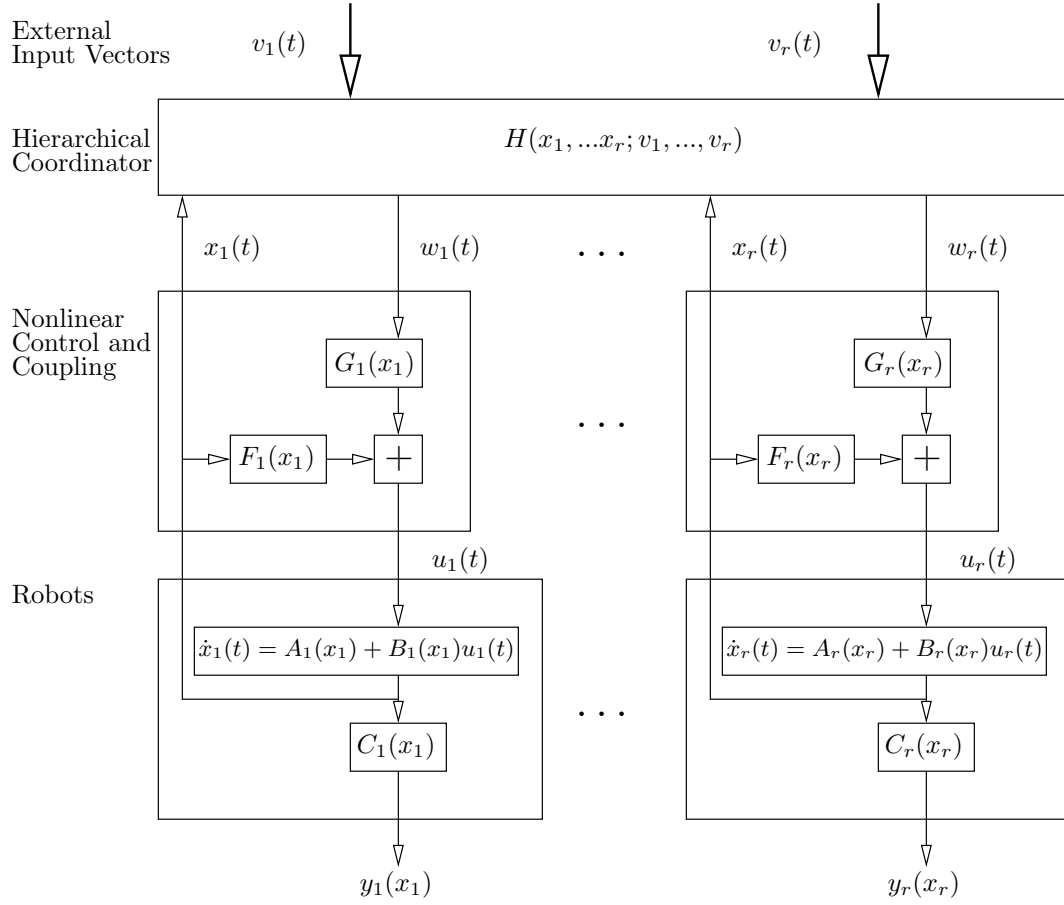 External
Input Vectors
v₁(t)
vᵣ(t)
Hierarchical
Coordinator
H(x₁, ...xᵣ; v₁, ..., vᵣ)
x₁(t)
w₁(t)
. . .
xᵣ(t)
wᵣ(t)
Nonlinear
Control and
Coupling
G₁(x₁)
Gᵣ(xᵣ)
. . .
F₁(x₁)
+
Fᵣ(xᵣ)
+
u₁(t)
uᵣ(t)
Robots
ẋ₁(t) = A₁(x₁) + B₁(x₁)u₁(t)
ẋᵣ(t) = Aᵣ(xᵣ) + Bᵣ(xᵣ)uᵣ(t)
. . .
C₁(x₁)
Cᵣ(xᵣ)
y₁(x₁)
yᵣ(xᵣ)